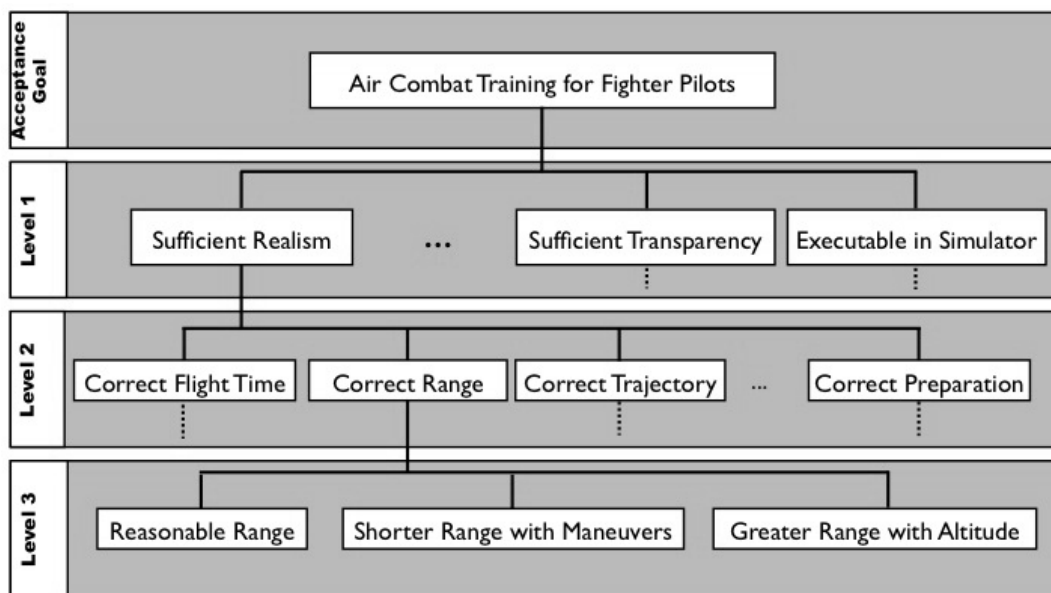 Acceptance
Goal
Air Combat Training for Fighter Pilots
Level 1
Sufficient Realism
...
Sufficient Transparency
Executable in Simulator
Level 2
Correct Flight Time
Correct Range
Correct Trajectory
...
Correct Preparation
Level 3
Reasonable Range
Shorter Range with Maneuvers
Greater Range with Altitude